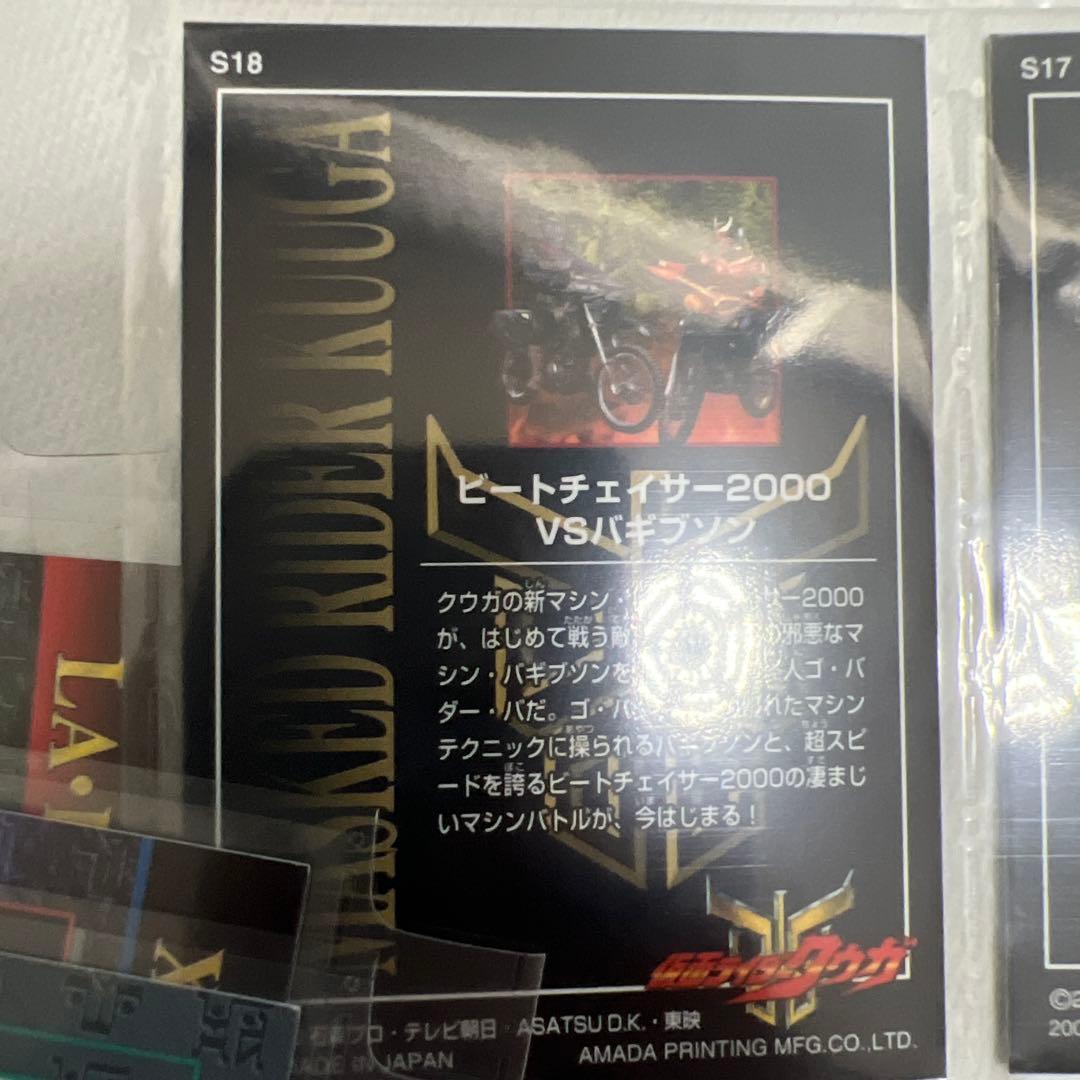 S18
S17
MASKED RIDER KUUGA
ビートチェイサー2000
VSバギブソン
クウガの新マシン・ サー2000
が、はじめて戦う敵 の邪悪なマ
シン・バギブソンを 人ゴ・バ
ダー・バだ。ゴ・バ れたマシン
テクニックに操られるバギブソンと、超スピ
ードを誇るビートチェイサー2000の凄まじ
いマシンバトルが、今はじまる!
仮面ライダークウガ
石森プロ・テレビ朝日・ASATSU D.K.・東映
MADE IN JAPAN
AMADA PRINTING MFG.CO.,LTD.
LA・
X
©2
200